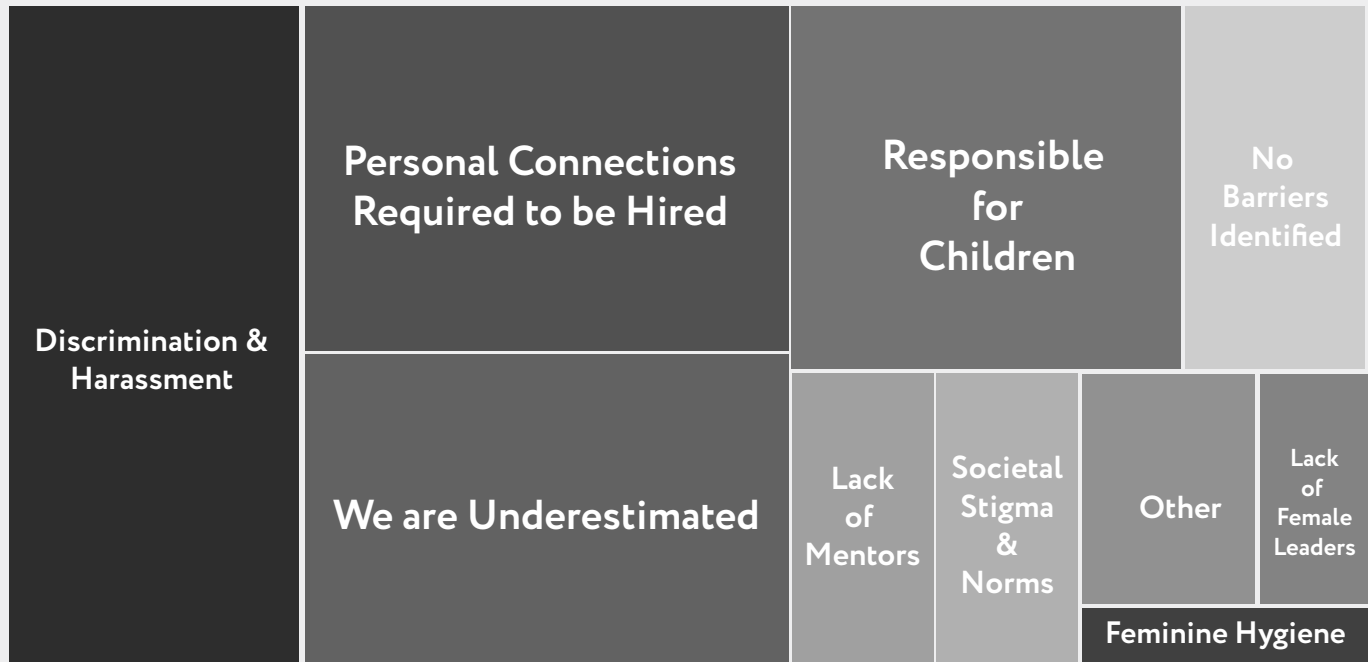 Discrimination &
Harassment
Personal Connections
Required to be Hired
We are Underestimated
Responsible
for
Children
No
Barriers
Identified
Lack
of
Mentors
Societal
Stigma
&
Norms
Other
Lack
of
Female
Leaders
Feminine Hygiene